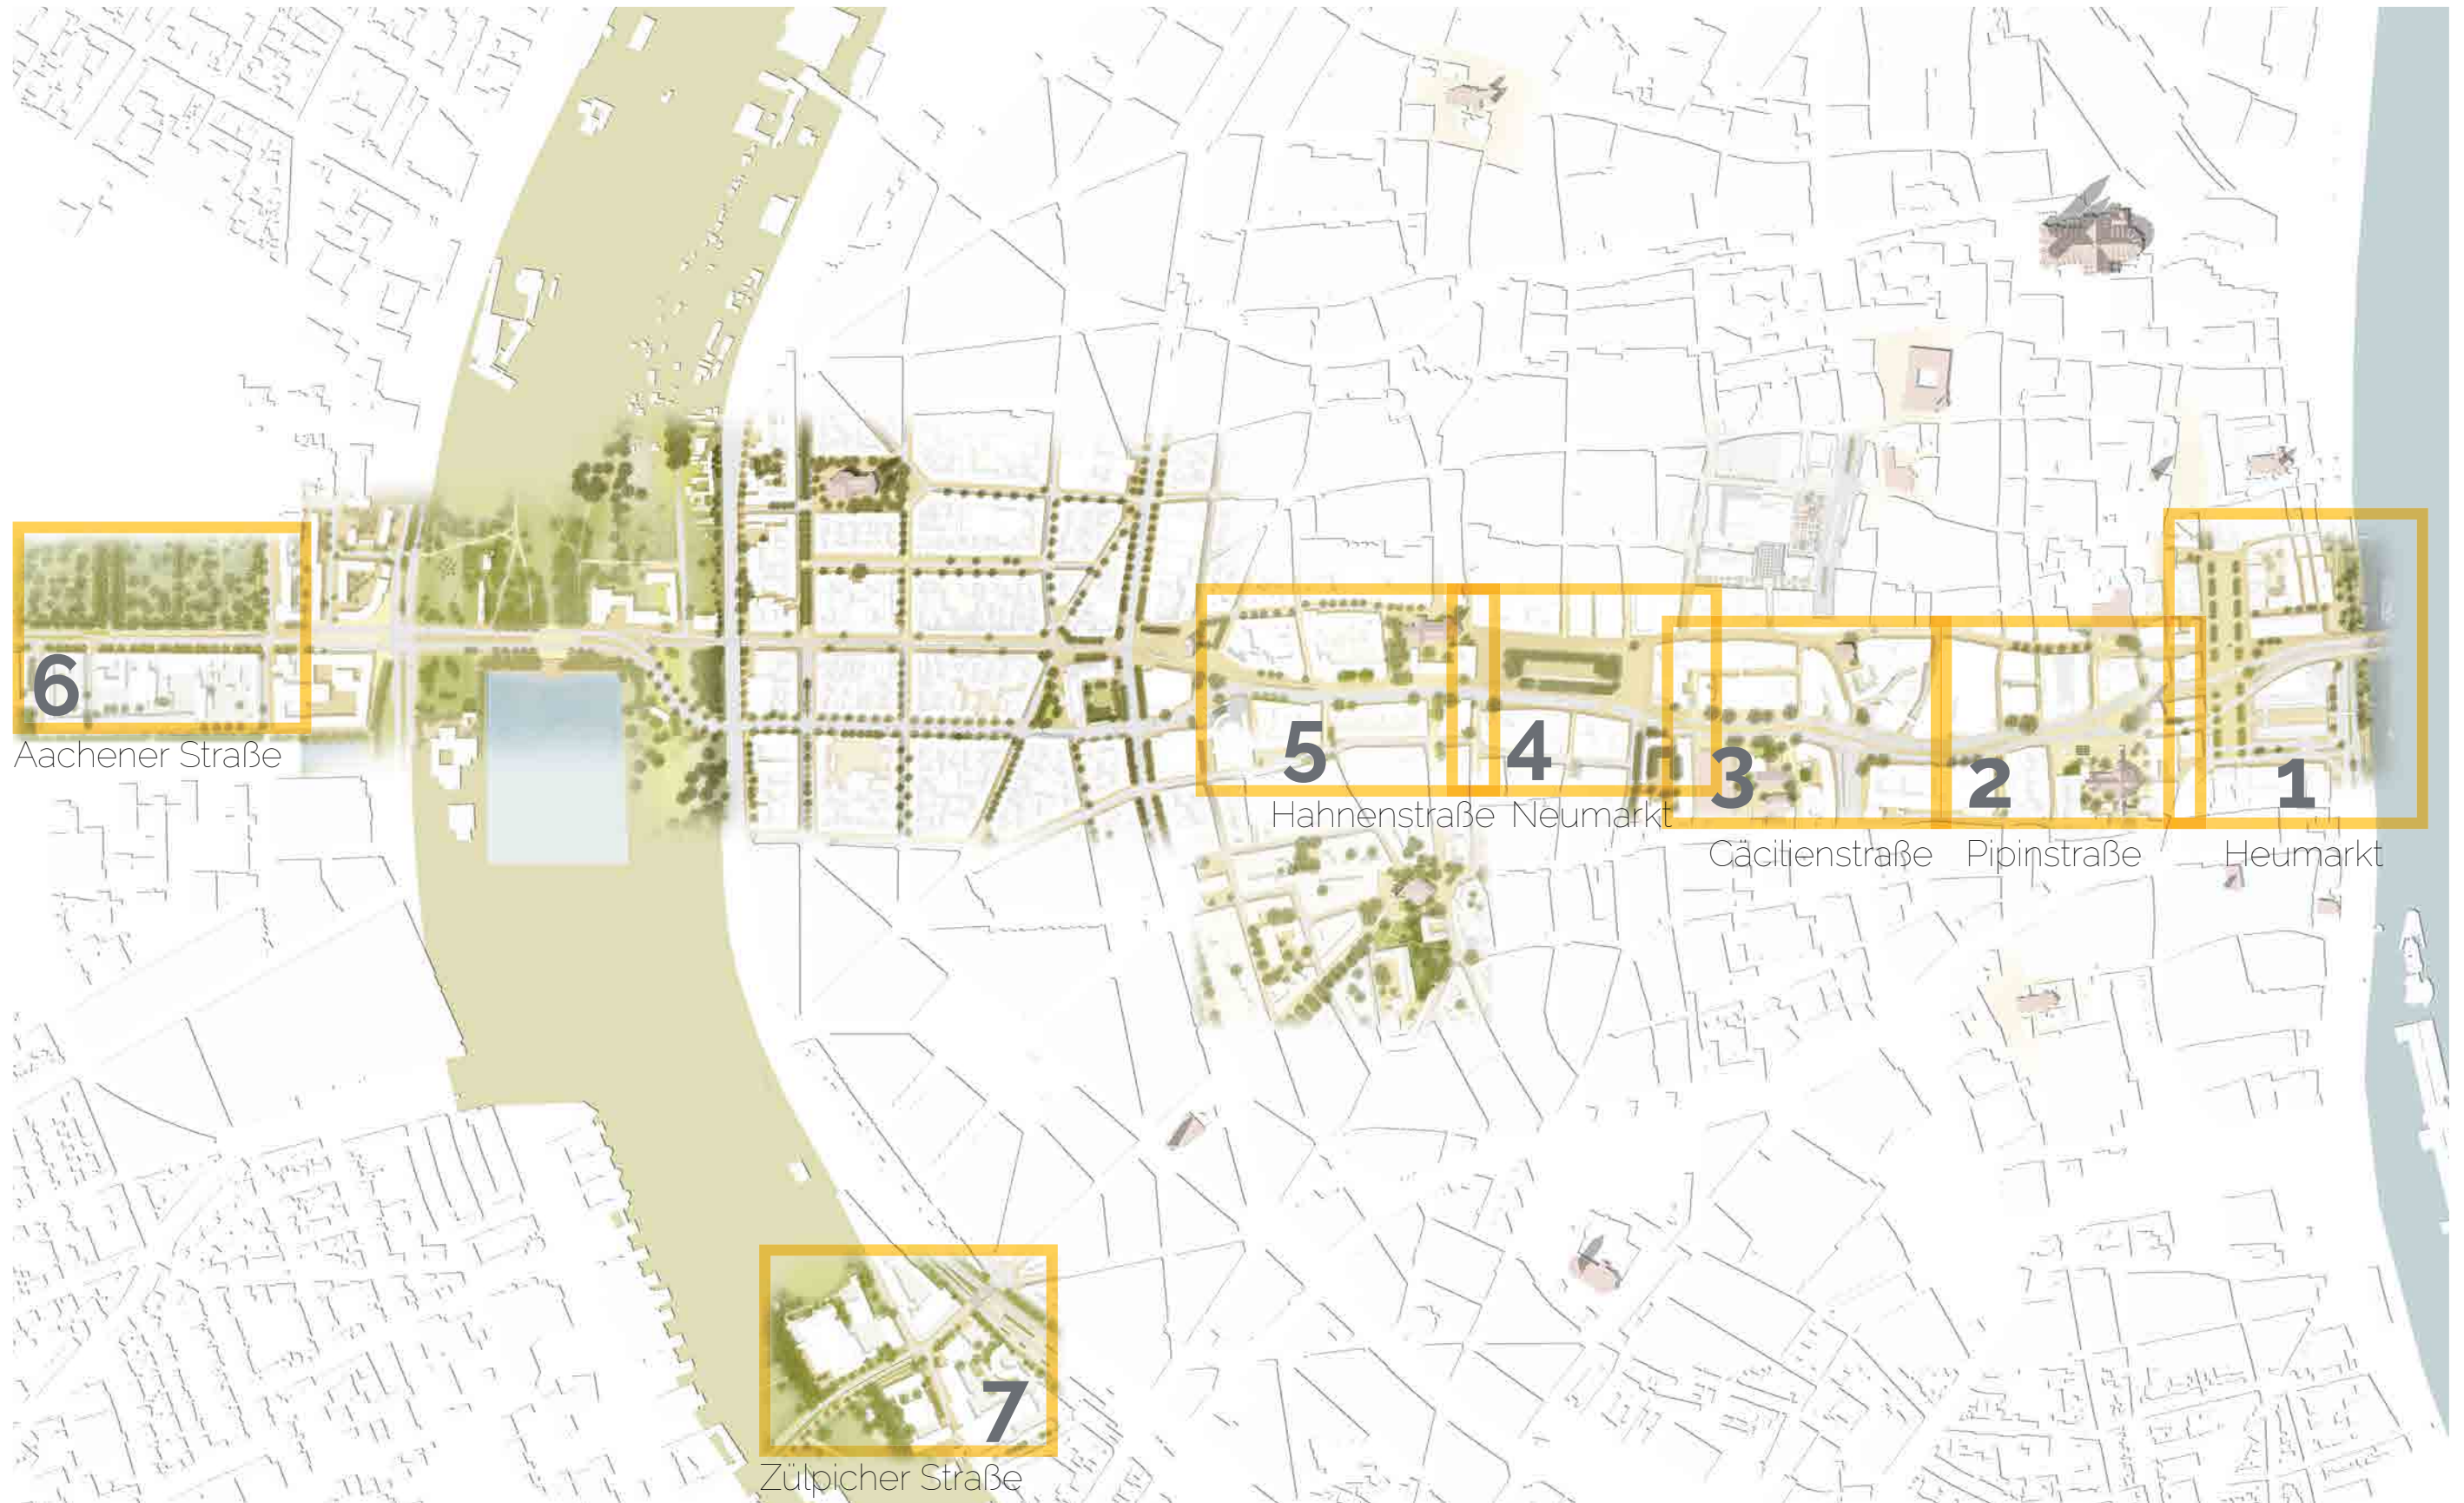 6
Aachener Straße
5
Hahnenstraße
4
Neumarkt
3
Cäcilienstraße
2
Pipinstraße
1
Heumarkt
7
Zülpicher Straße